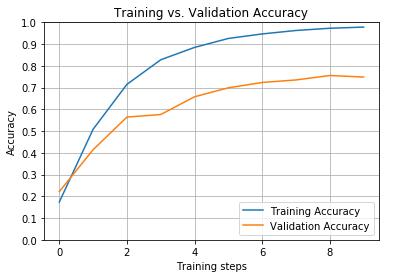 Training vs. Validation Accuracy
1.0
0.9
0.8
0.7
0.6
0.5
0.4
0.3
0.2
0.1
0.0
Accuracy
0 2 4 6 8
Training steps
Training Accuracy
Validation Accuracy